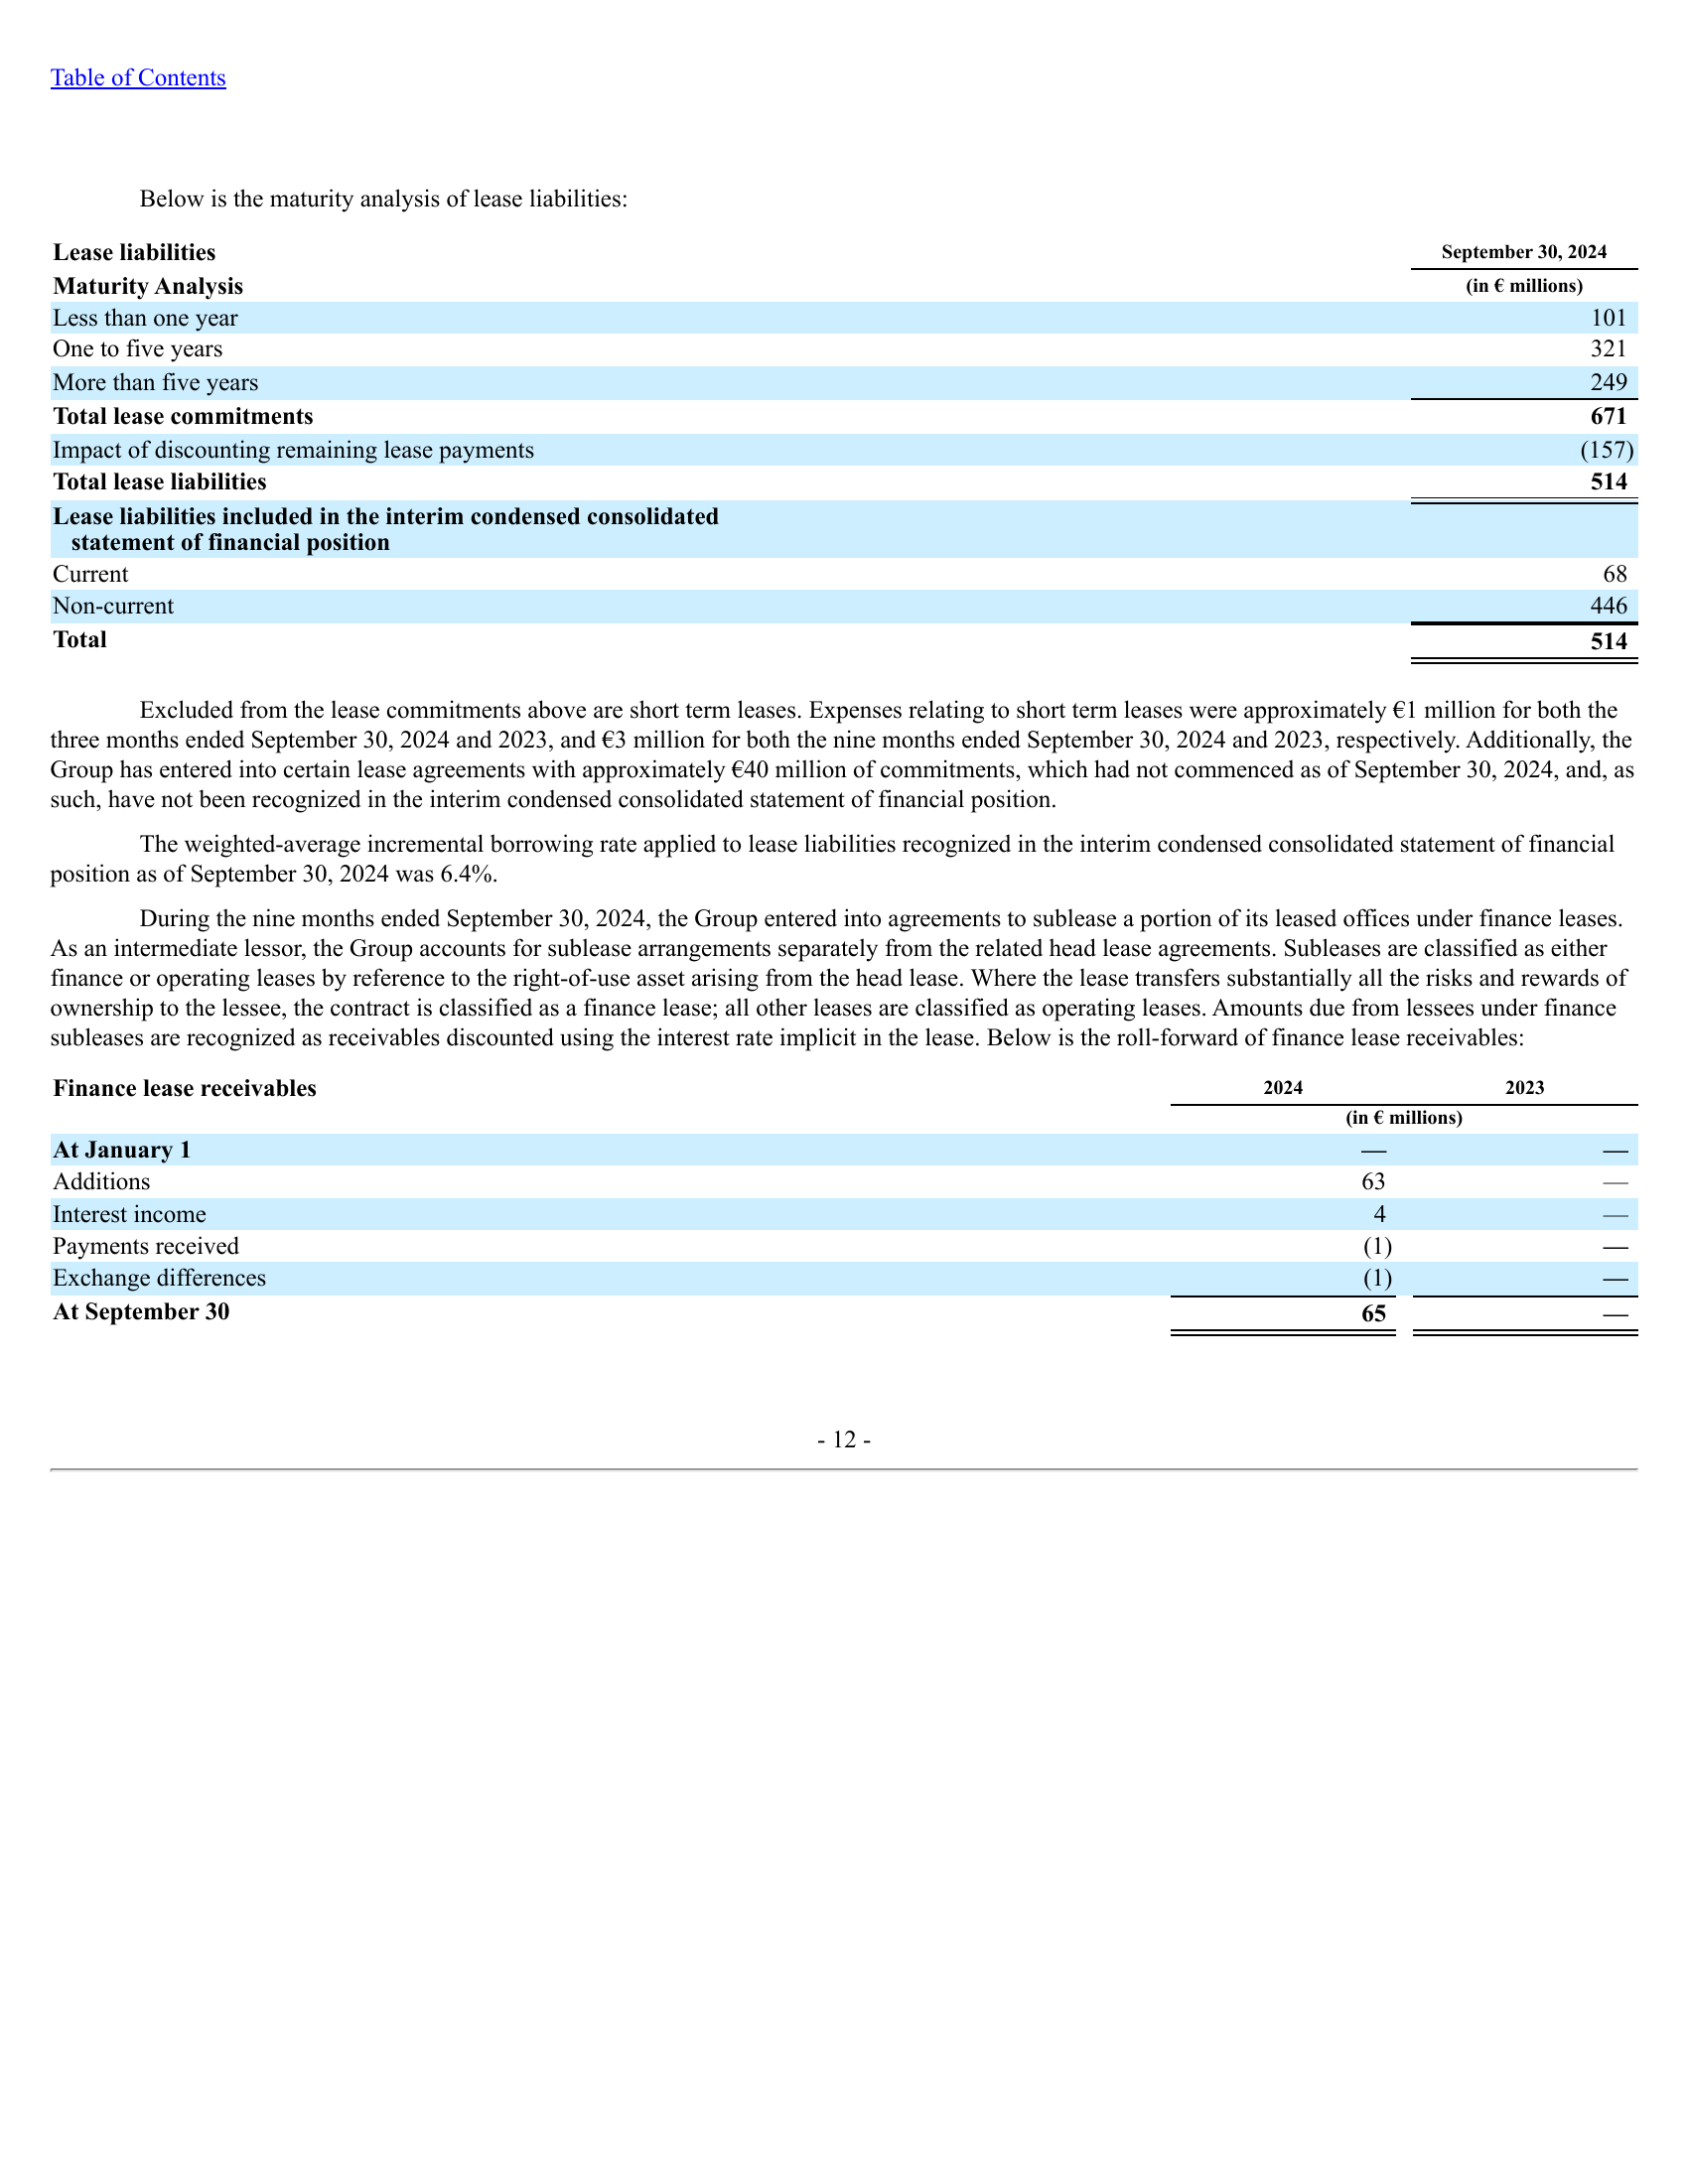 Table of Contents
Below is the maturity analysis of lease liabilities:
Lease liabilities September 30, 2024
Maturity Analysis (in € millions)
Less than one year 101
One to five years 321
More than five years 249
Total lease commitments 671
Impact of discounting remaining lease payments (157)
Total lease liabilities 514
Lease liabilities included in the interim condensed consolidated
statement of financial position
Current 68
Non-current 446
Total 514
Excluded from the lease commitments above are short term leases. Expenses relating to short term leases were approximately €1 million for both the
three months ended September 30, 2024 and 2023, and €3 million for both the nine months ended September 30, 2024 and 2023, respectively. Additionally, the
Group has entered into certain lease agreements with approximately €40 million of commitments, which had not commenced as of September 30, 2024, and, as
such, have not been recognized in the interim condensed consolidated statement of financial position.
The weighted-average incremental borrowing rate applied to lease liabilities recognized in the interim condensed consolidated statement of financial
position as of September 30, 2024 was 6.4%.
During the nine months ended September 30, 2024, the Group entered into agreements to sublease a portion of its leased offices under finance leases.
As an intermediate lessor, the Group accounts for sublease arrangements separately from the related head lease agreements. Subleases are classified as either
finance or operating leases by reference to the right-of-use asset arising from the head lease. Where the lease transfers substantially all the risks and rewards of
ownership to the lessee, the contract is classified as a finance lease; all other leases are classified as operating leases. Amounts due from lessees under finance
subleases are recognized as receivables discounted using the interest rate implicit in the lease. Below is the roll-forward of finance lease receivables:
Finance lease receivables 2024 2023
(in € millions)
At January 1 — —
Additions 63 —
Interest income 4 —
Payments received (1) —
Exchange differences (1) —
At September 30 65 —
- 12 -